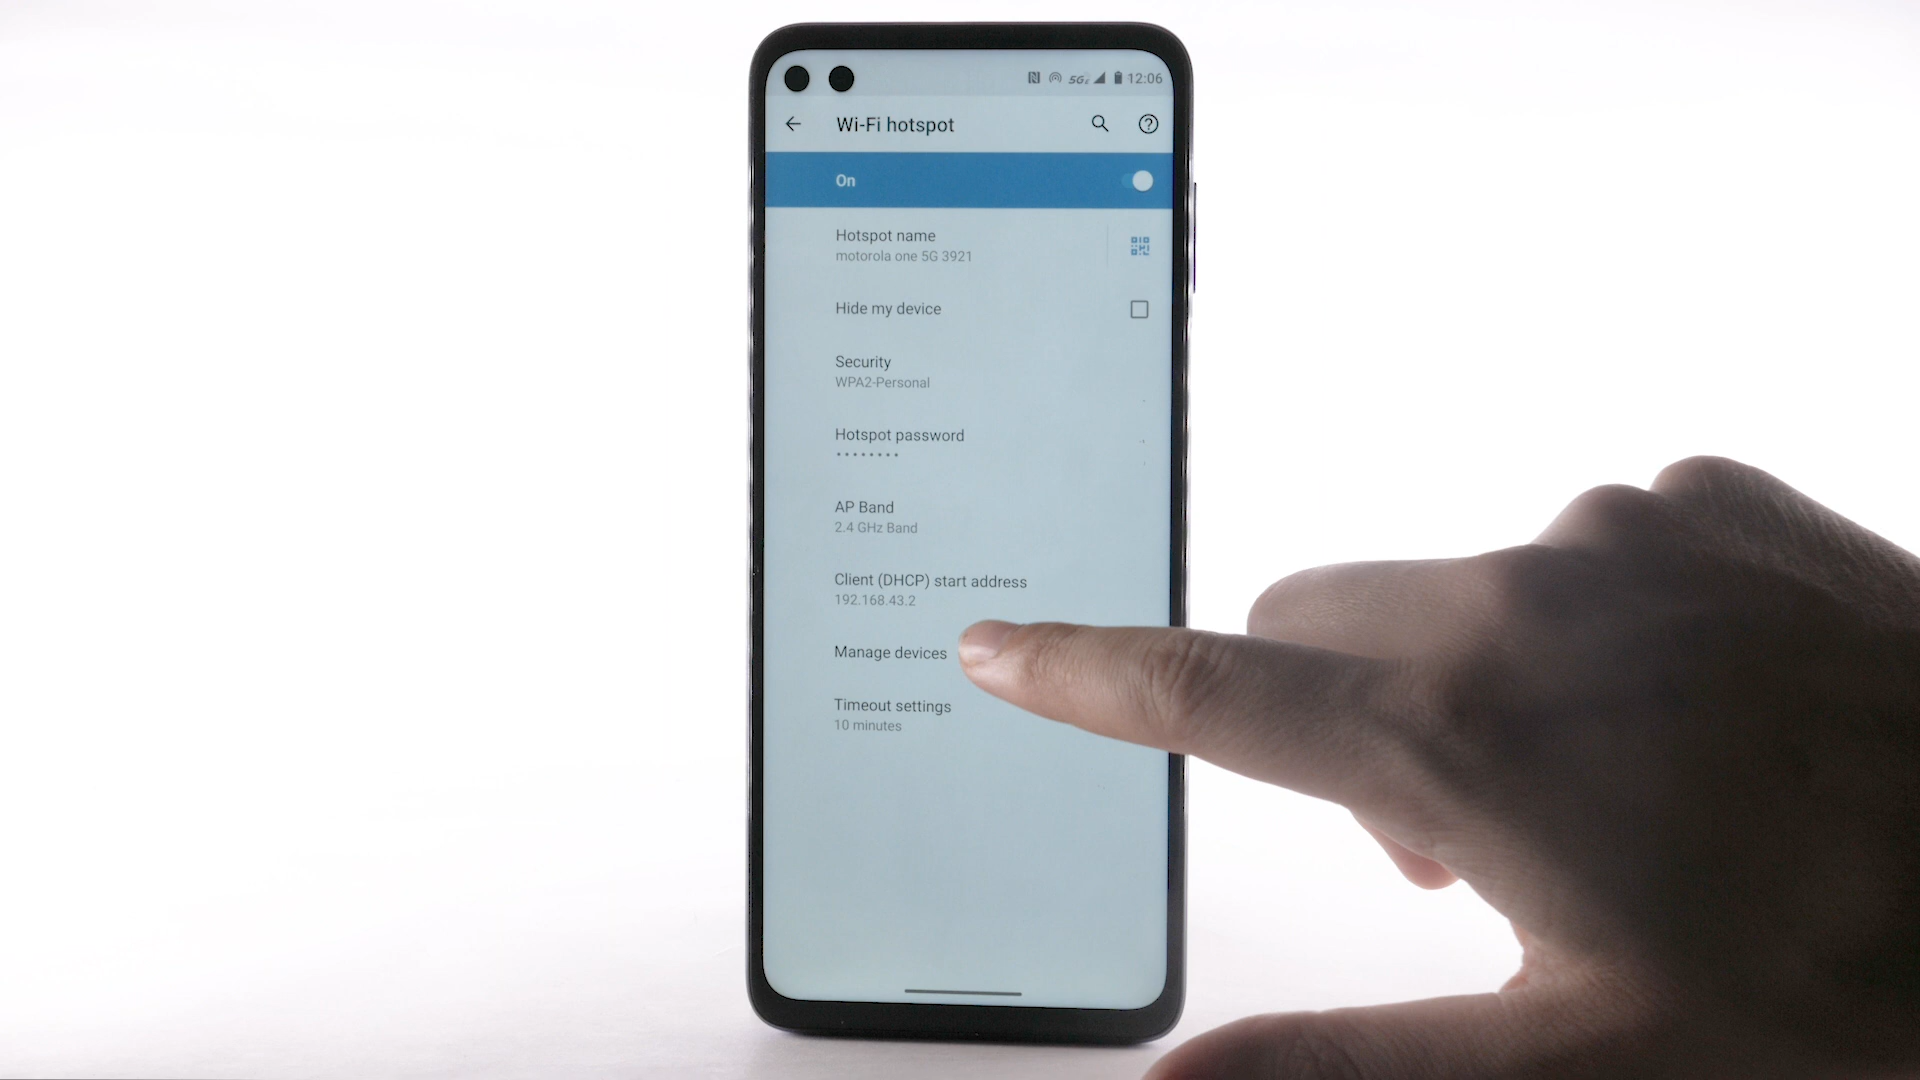 5GE 12:06
Wi-Fi hotspot
On
Hotspot name
motorola one 5G 3921
Hide my device
Security
WPA2-Personal
Hotspot password
••••••••
AP Band
2.4 GHz Band
Client (DHCP) start address
192.168.43.2
Manage devices
Timeout settings
10 minutes